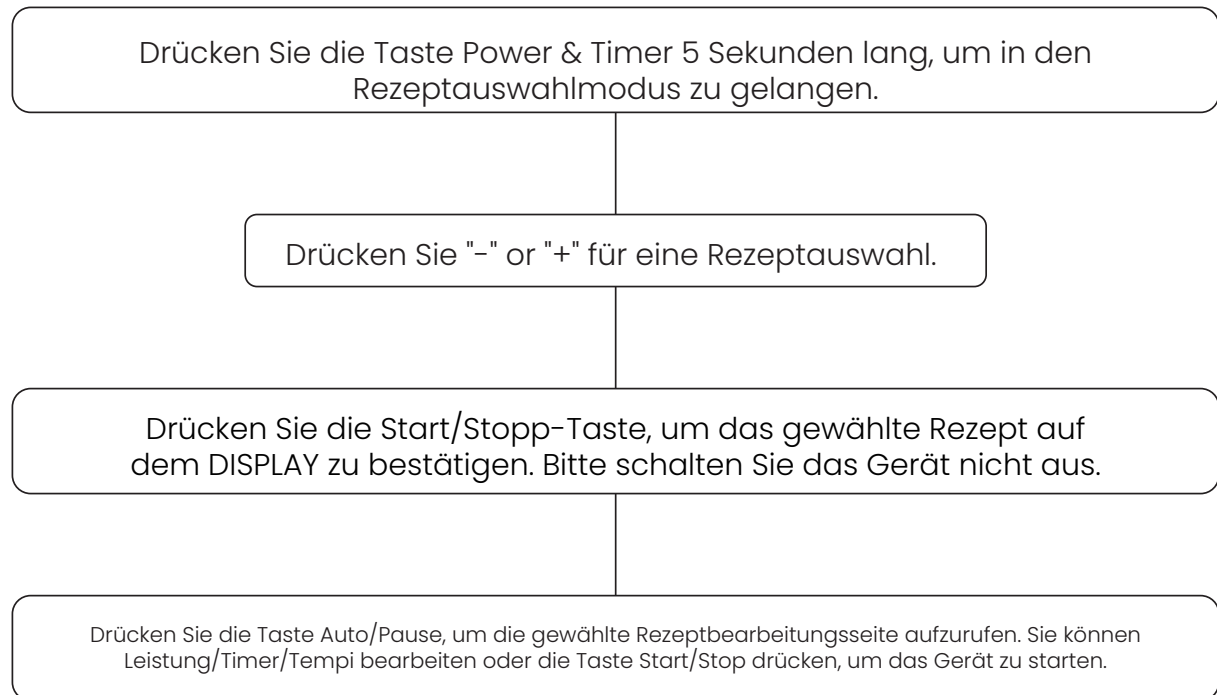 Drücken Sie die Taste Power & Timer 5 Sekunden lang, um in den
Rezeptauswahlmodus zu gelangen.
Drücken Sie "-" or "+" für eine Rezeptauswahl.
Drücken Sie die Start/Stopp-Taste, um das gewählte Rezept auf
dem DISPLAY zu bestätigen. Bitte schalten Sie das Gerät nicht aus.
Drücken Sie die Taste Auto/Pause, um die gewählte Rezeptbearbeitungsseite aufzurufen. Sie können
Leistung/Timer/Tempi bearbeiten oder die Taste Start/Stop drücken, um das Gerät zu starten.